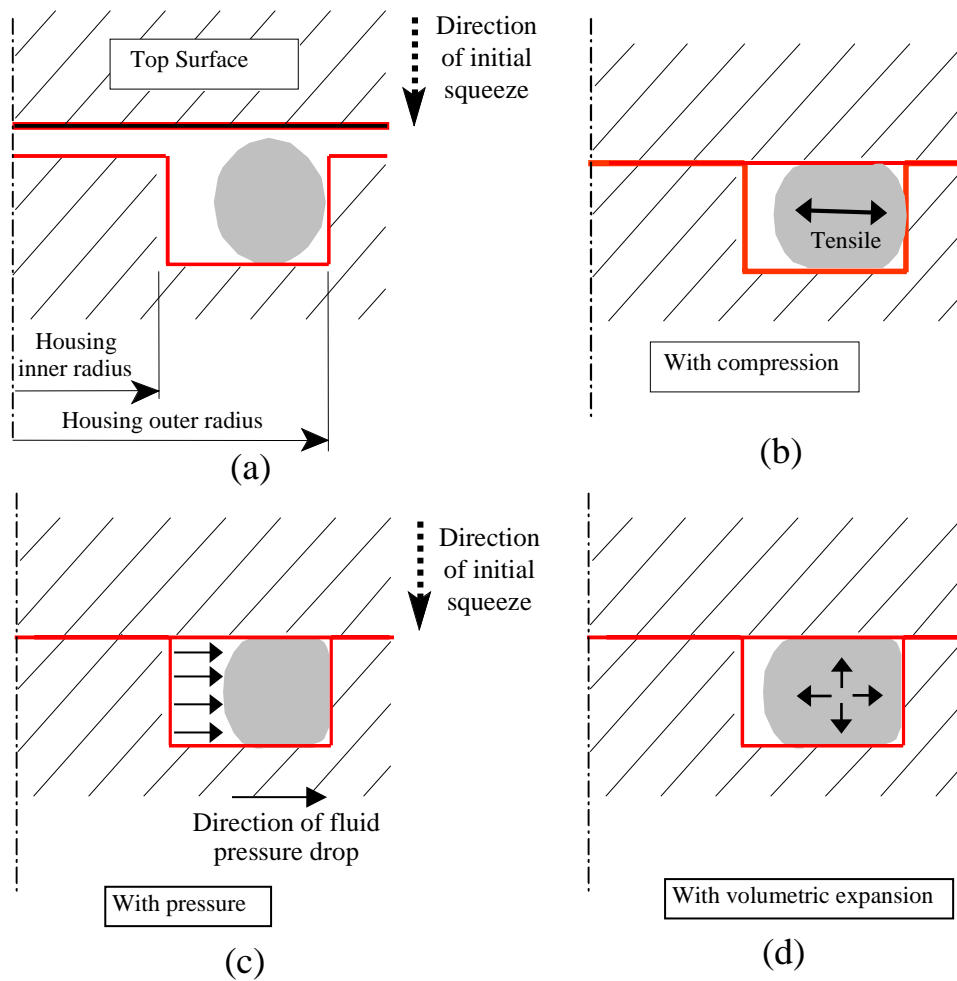 Top Surface
Direction
of initial
squeeze
Housing
inner radius
Housing outer radius
(a)
Tensile
With compression
(b)
Direction
of initial
squeeze
Direction of fluid
pressure drop
With pressure
(c)
With volumetric expansion
(d)